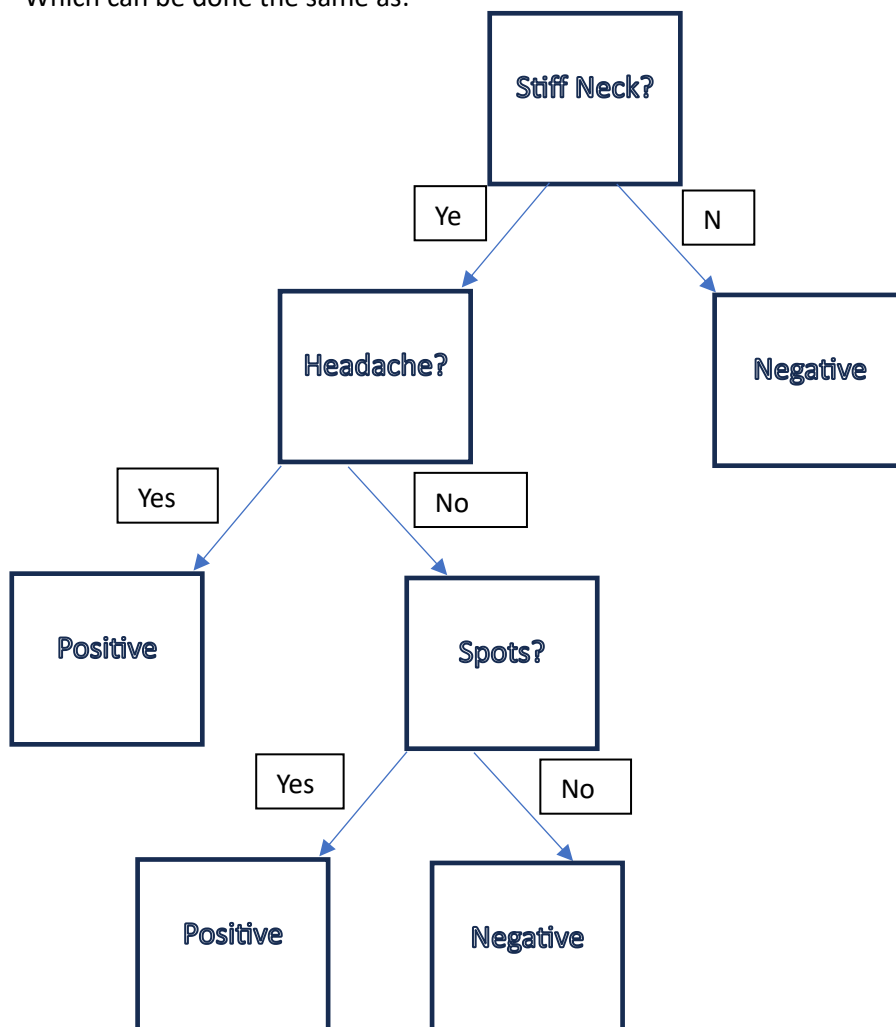 Which can be done the same as:
Stiff Neck?
Ye
N
Headache?
Negative
Yes
No
Positive
Spots?
Yes
No
Positive
Negative